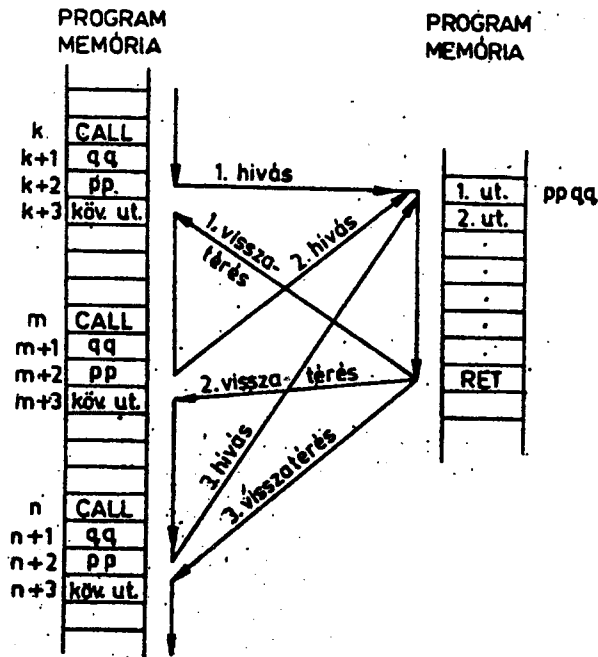 PROGRAM
MEMÓRIA
k CALL
k+1 qq
k+2 pp.
k+3 köv. ut.
m CALL
m+1 qq
m+2 pp
m+3 köv. ut.
n CALL
n+1 qq
n+2 pp
n+3 köv. ut.
1. hívás
1. vissza-
térés
2. hívás
2. vissza- térés
3. hívás
3. visszatérés
PROGRAM
MEMÓRIA
1. ut. pp qq
2. ut.
RET